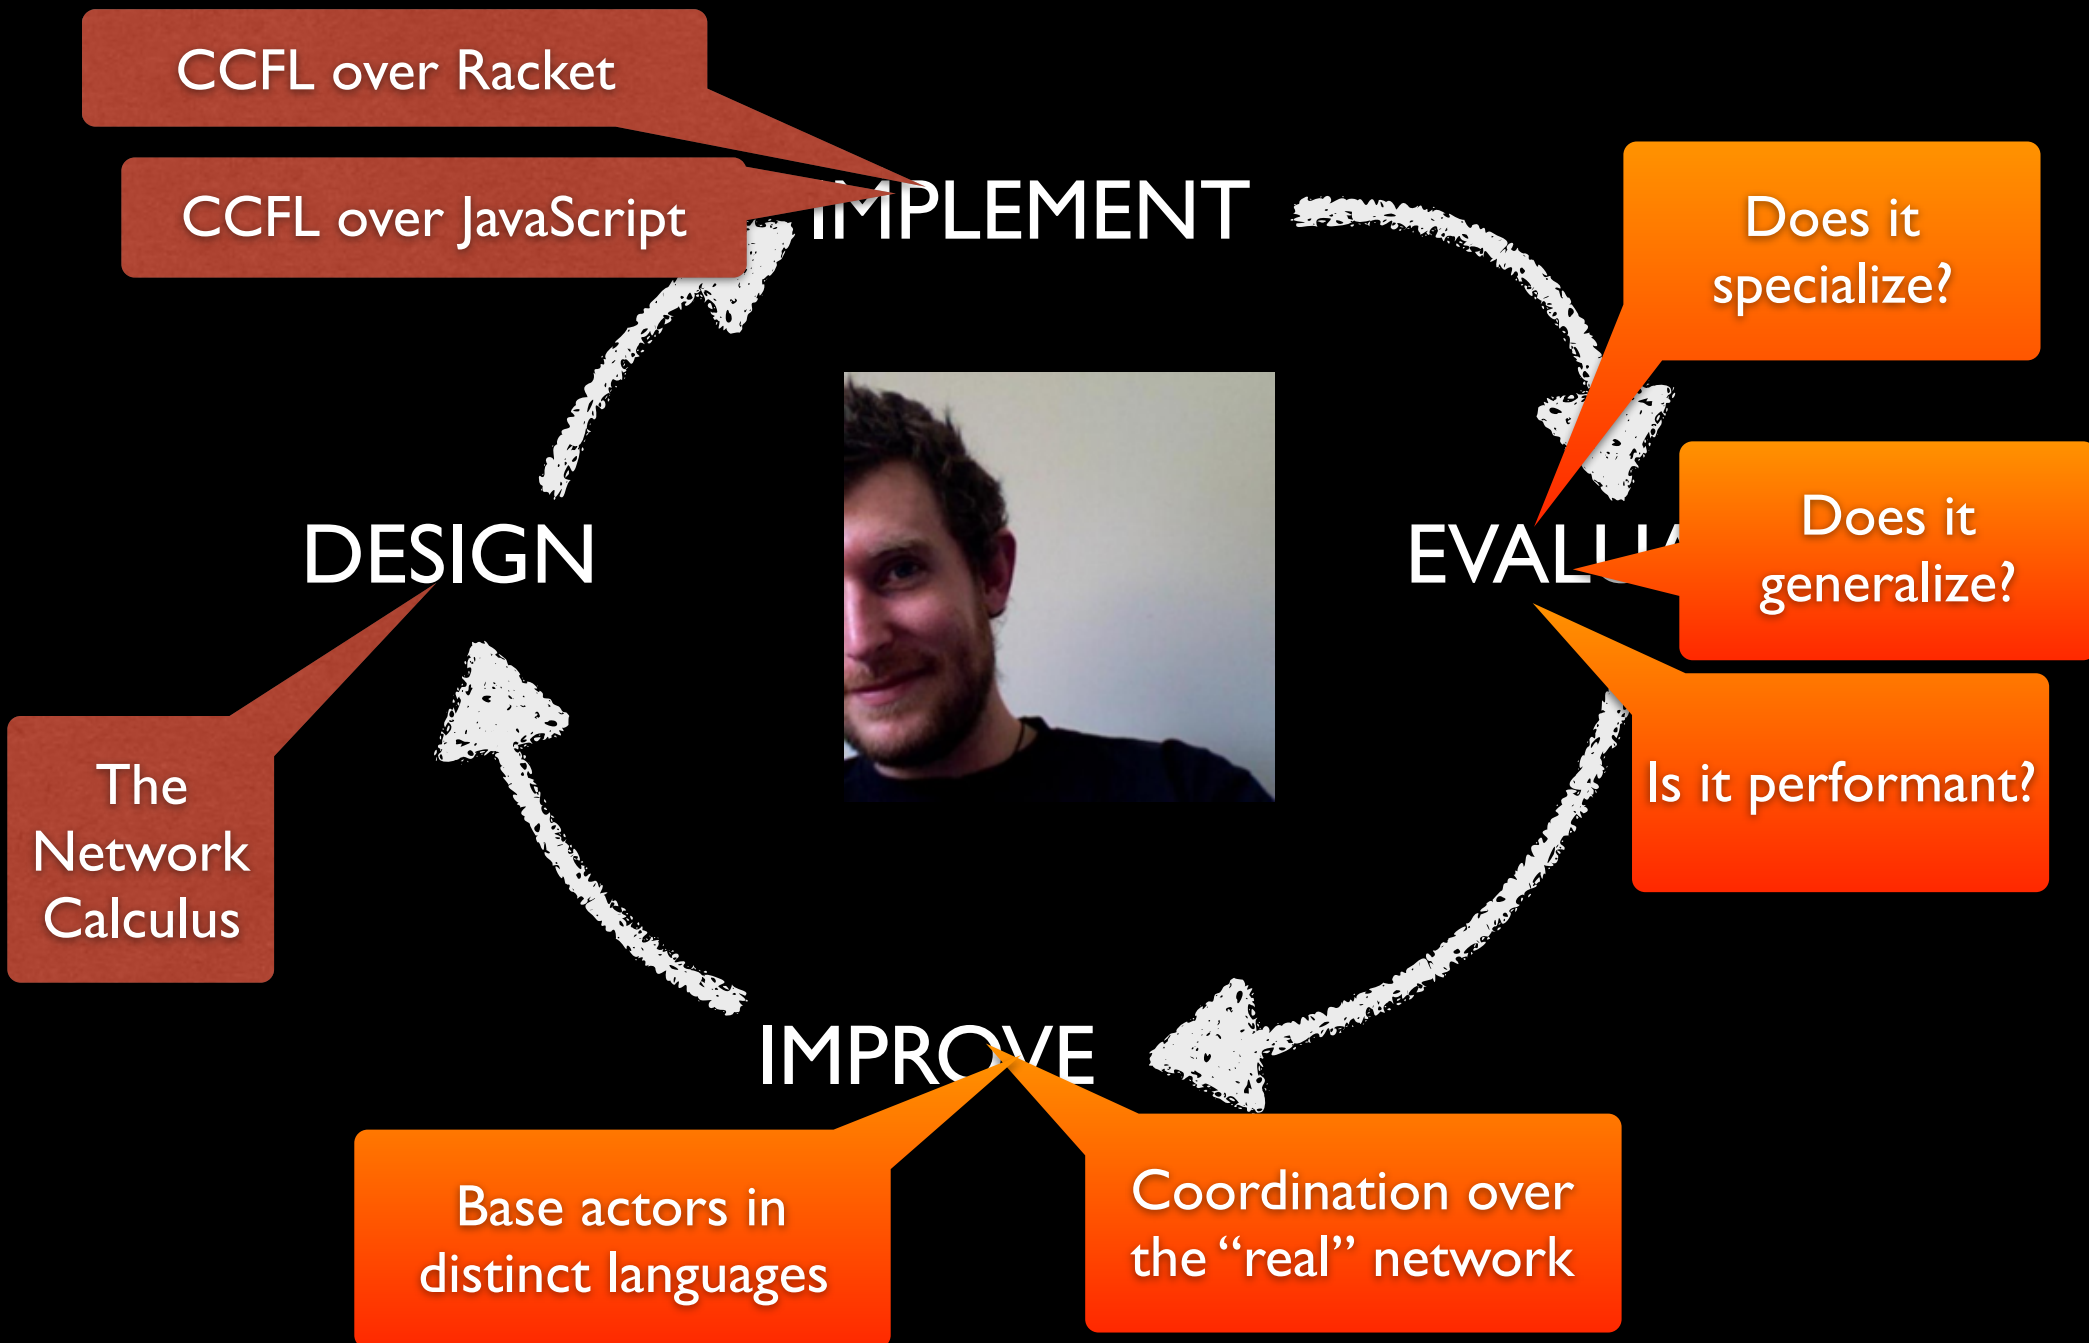 CCFL over Racket
CCFL over JavaScript
IMPLEMENT
Does it
specialize?
DESIGN
EVALUA
Does it
generalize?
The
Network
Calculus
Is it performant?
IMPROVE
Base actors in
distinct languages
Coordination over
the “real” network